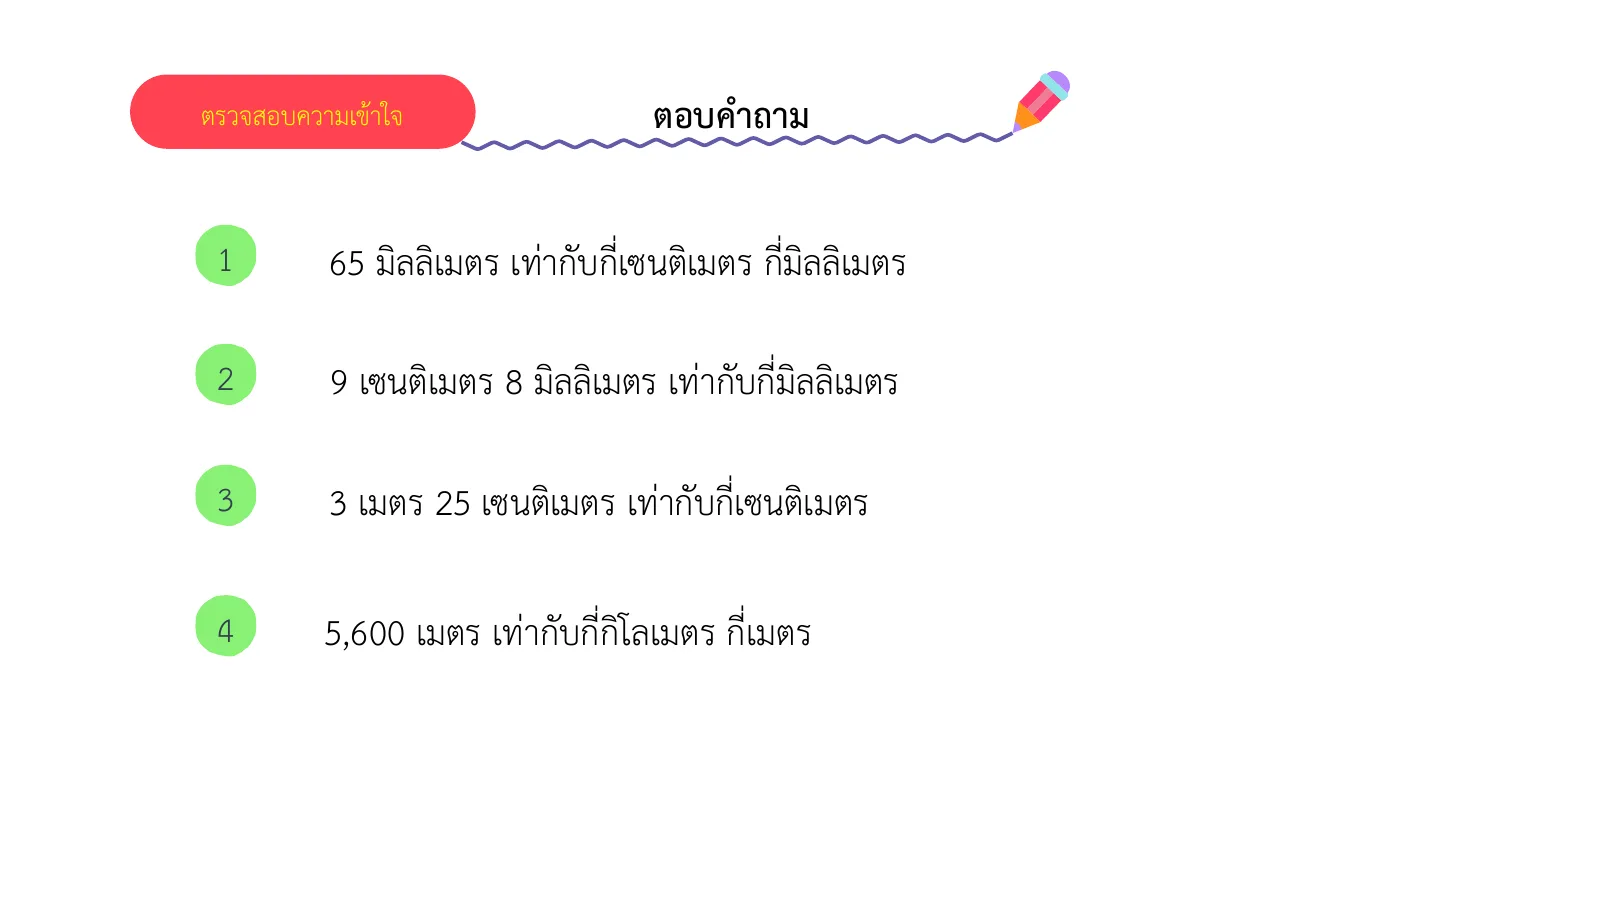 ตรวจสอบความเข้าใจ
ตอบคำถาม
1 65 มิลลิเมตร เท่ากับกี่เซนติเมตร กี่มิลลิเมตร
2 9 เซนติเมตร 8 มิลลิเมตร เท่ากับกี่มิลลิเมตร
3 3 เมตร 25 เซนติเมตร เท่ากับกี่เซนติเมตร
4 5,600 เมตร เท่ากับกี่กิโลเมตร กี่เมตร